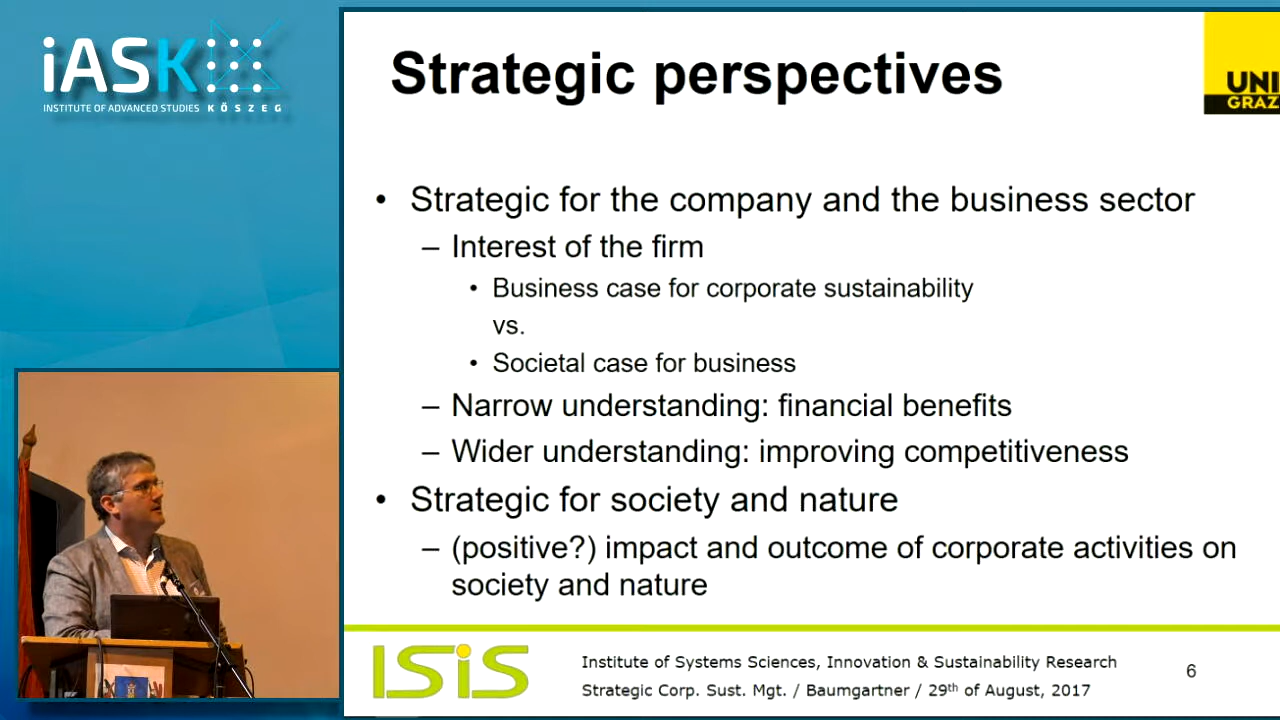 iASK
INSTITUTE OF ADVANCED STUDIES KŐSZEG
Strategic perspectives
UNI
GRAZ
• Strategic for the company and the business sector
– Interest of the firm
• Business case for corporate sustainability
vs.
• Societal case for business
– Narrow understanding: financial benefits
– Wider understanding: improving competitiveness
• Strategic for society and nature
– (positive?) impact and outcome of corporate activities on
society and nature
ISiS
Institute of Systems Sciences, Innovation & Sustainability Research
Strategic Corp. Sust. Mgt. / Baumgartner / 29th of August, 2017
6